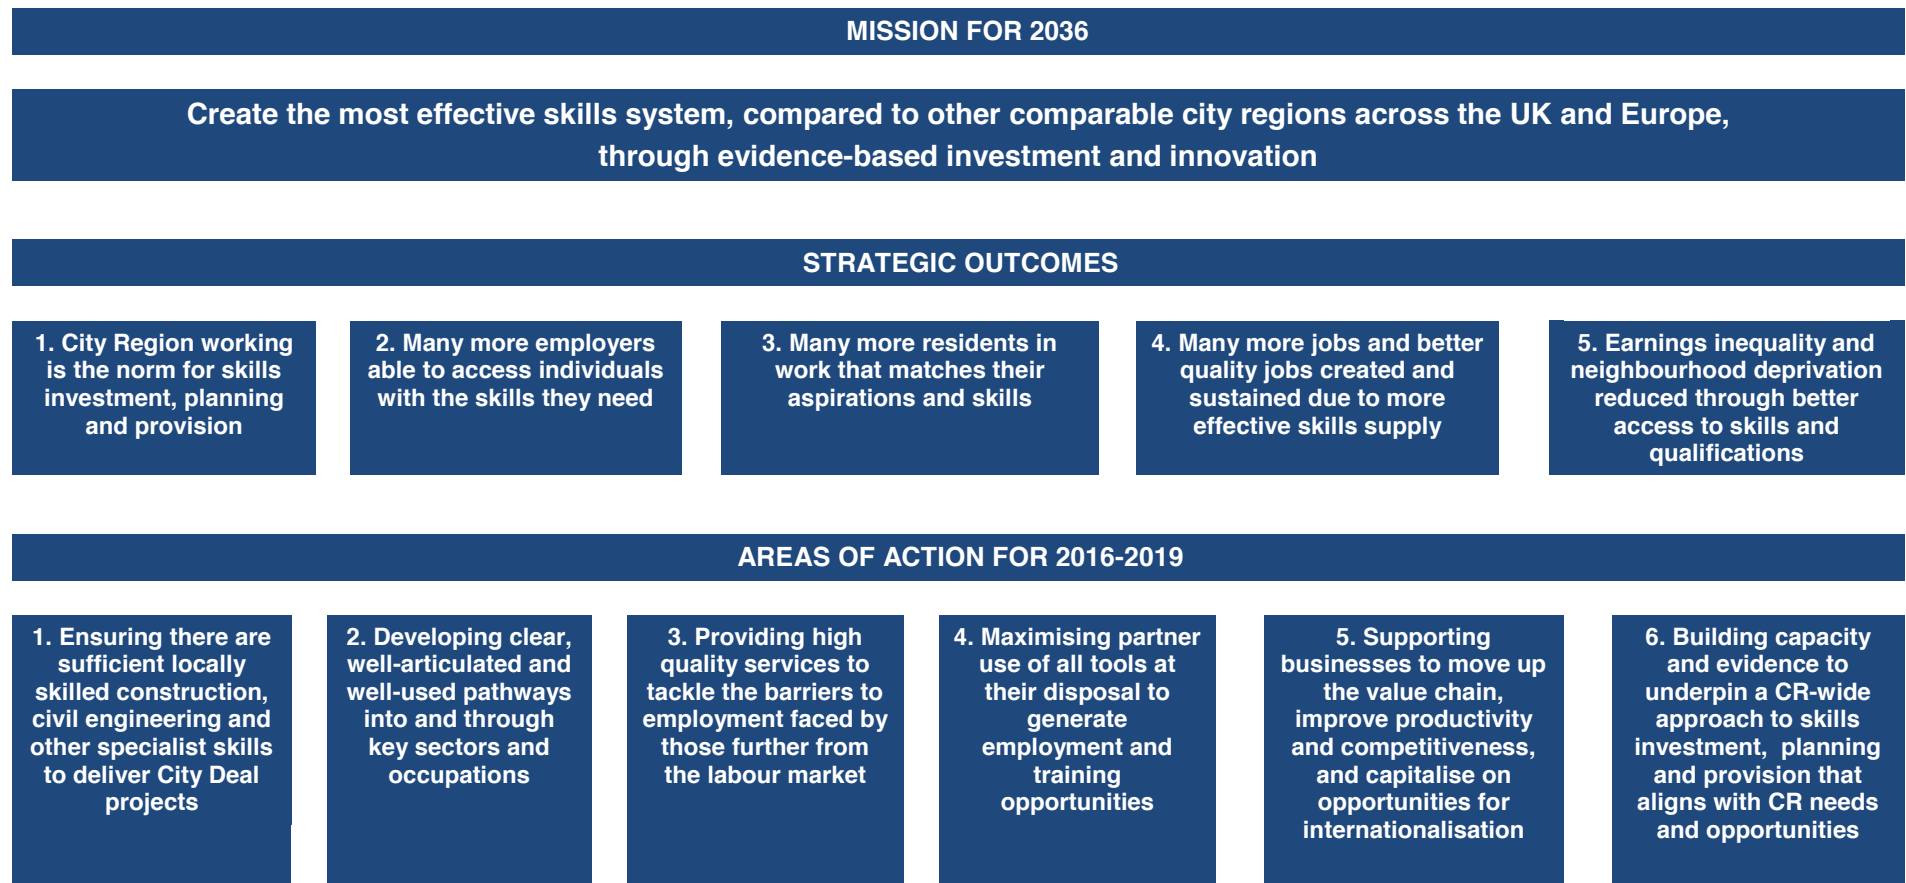 MISSION FOR 2036
Create the most effective skills system, compared to other comparable city regions across the UK and Europe,
through evidence-based investment and innovation
STRATEGIC OUTCOMES
1. City Region working
is the norm for skills
investment, planning
and provision
2. Many more employers
able to access individuals
with the skills they need
3. Many more residents in
work that matches their
aspirations and skills
4. Many more jobs and better
quality jobs created and
sustained due to more
effective skills supply
5. Earnings inequality and
neighbourhood deprivation
reduced through better
access to skills and
qualifications
AREAS OF ACTION FOR 2016-2019
1. Ensuring there are
sufficient locally
skilled construction,
civil engineering and
other specialist skills
to deliver City Deal
projects
2. Developing clear,
well-articulated and
well-used pathways
into and through
key sectors and
occupations
3. Providing high
quality services to
tackle the barriers to
employment faced by
those further from
the labour market
4. Maximising partner
use of all tools at
their disposal to
generate
employment and
training
opportunities
5. Supporting
businesses to move up
the value chain,
improve productivity
and competitiveness,
and capitalise on
opportunities for
internationalisation
6. Building capacity
and evidence to
underpin a CR-wide
approach to skills
investment,  planning
and provision that
aligns with CR needs
and opportunities